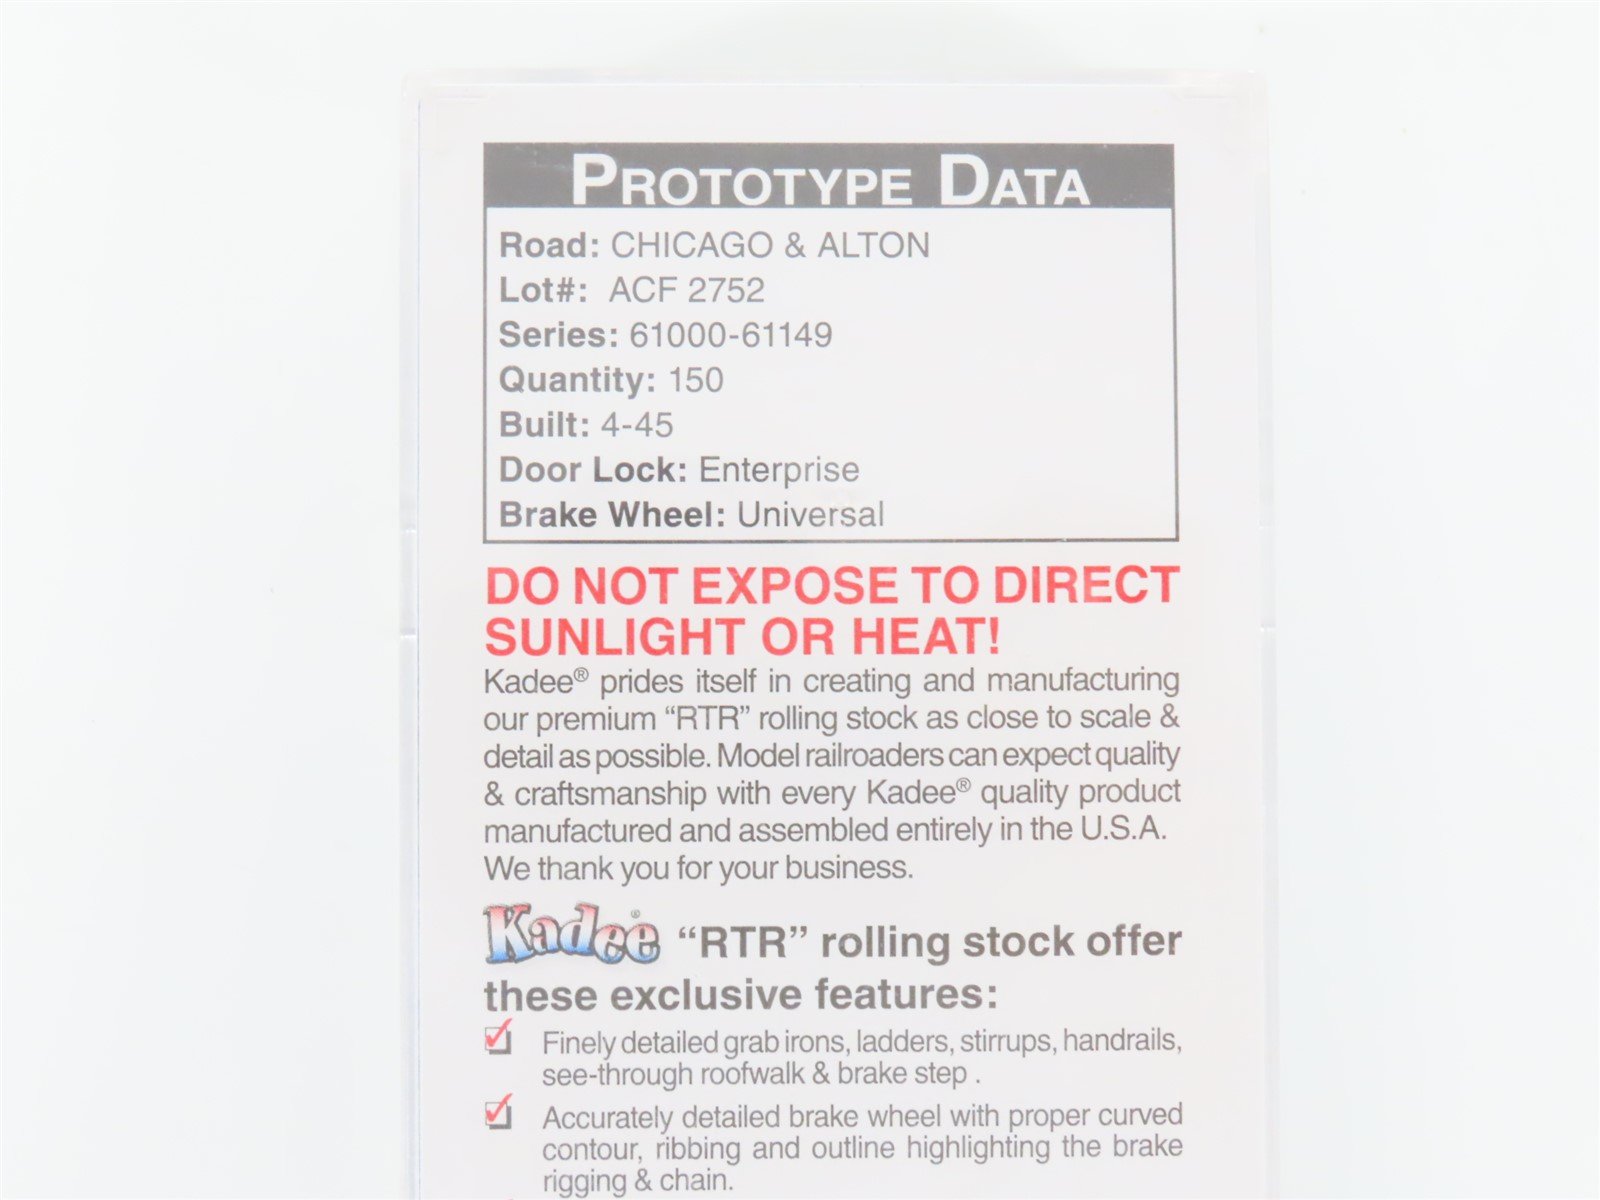 PROTOTYPE DATA
Road: CHICAGO & ALTON
Lot#: ACF 2752
Series: 61000-61149
Quantity: 150
Built: 4-45
Door Lock: Enterprise
Brake Wheel: Universal
DO NOT EXPOSE TO DIRECT
SUNLIGHT OR HEAT!
Kadee® prides itself in creating and manufacturing
our premium “RTR” rolling stock as close to scale &
detail as possible. Model railroaders can expect quality
& craftsmanship with every Kadee® quality product
manufactured and assembled entirely in the U.S.A.
We thank you for your business.
Kadee® “RTR” rolling stock offer
these exclusive features:
Finely detailed grab irons, ladders, stirrups, handrails,
see-through roofwalk & brake step .
Accurately detailed brake wheel with proper curved
contour, ribbing and outline highlighting the brake
rigging & chain.